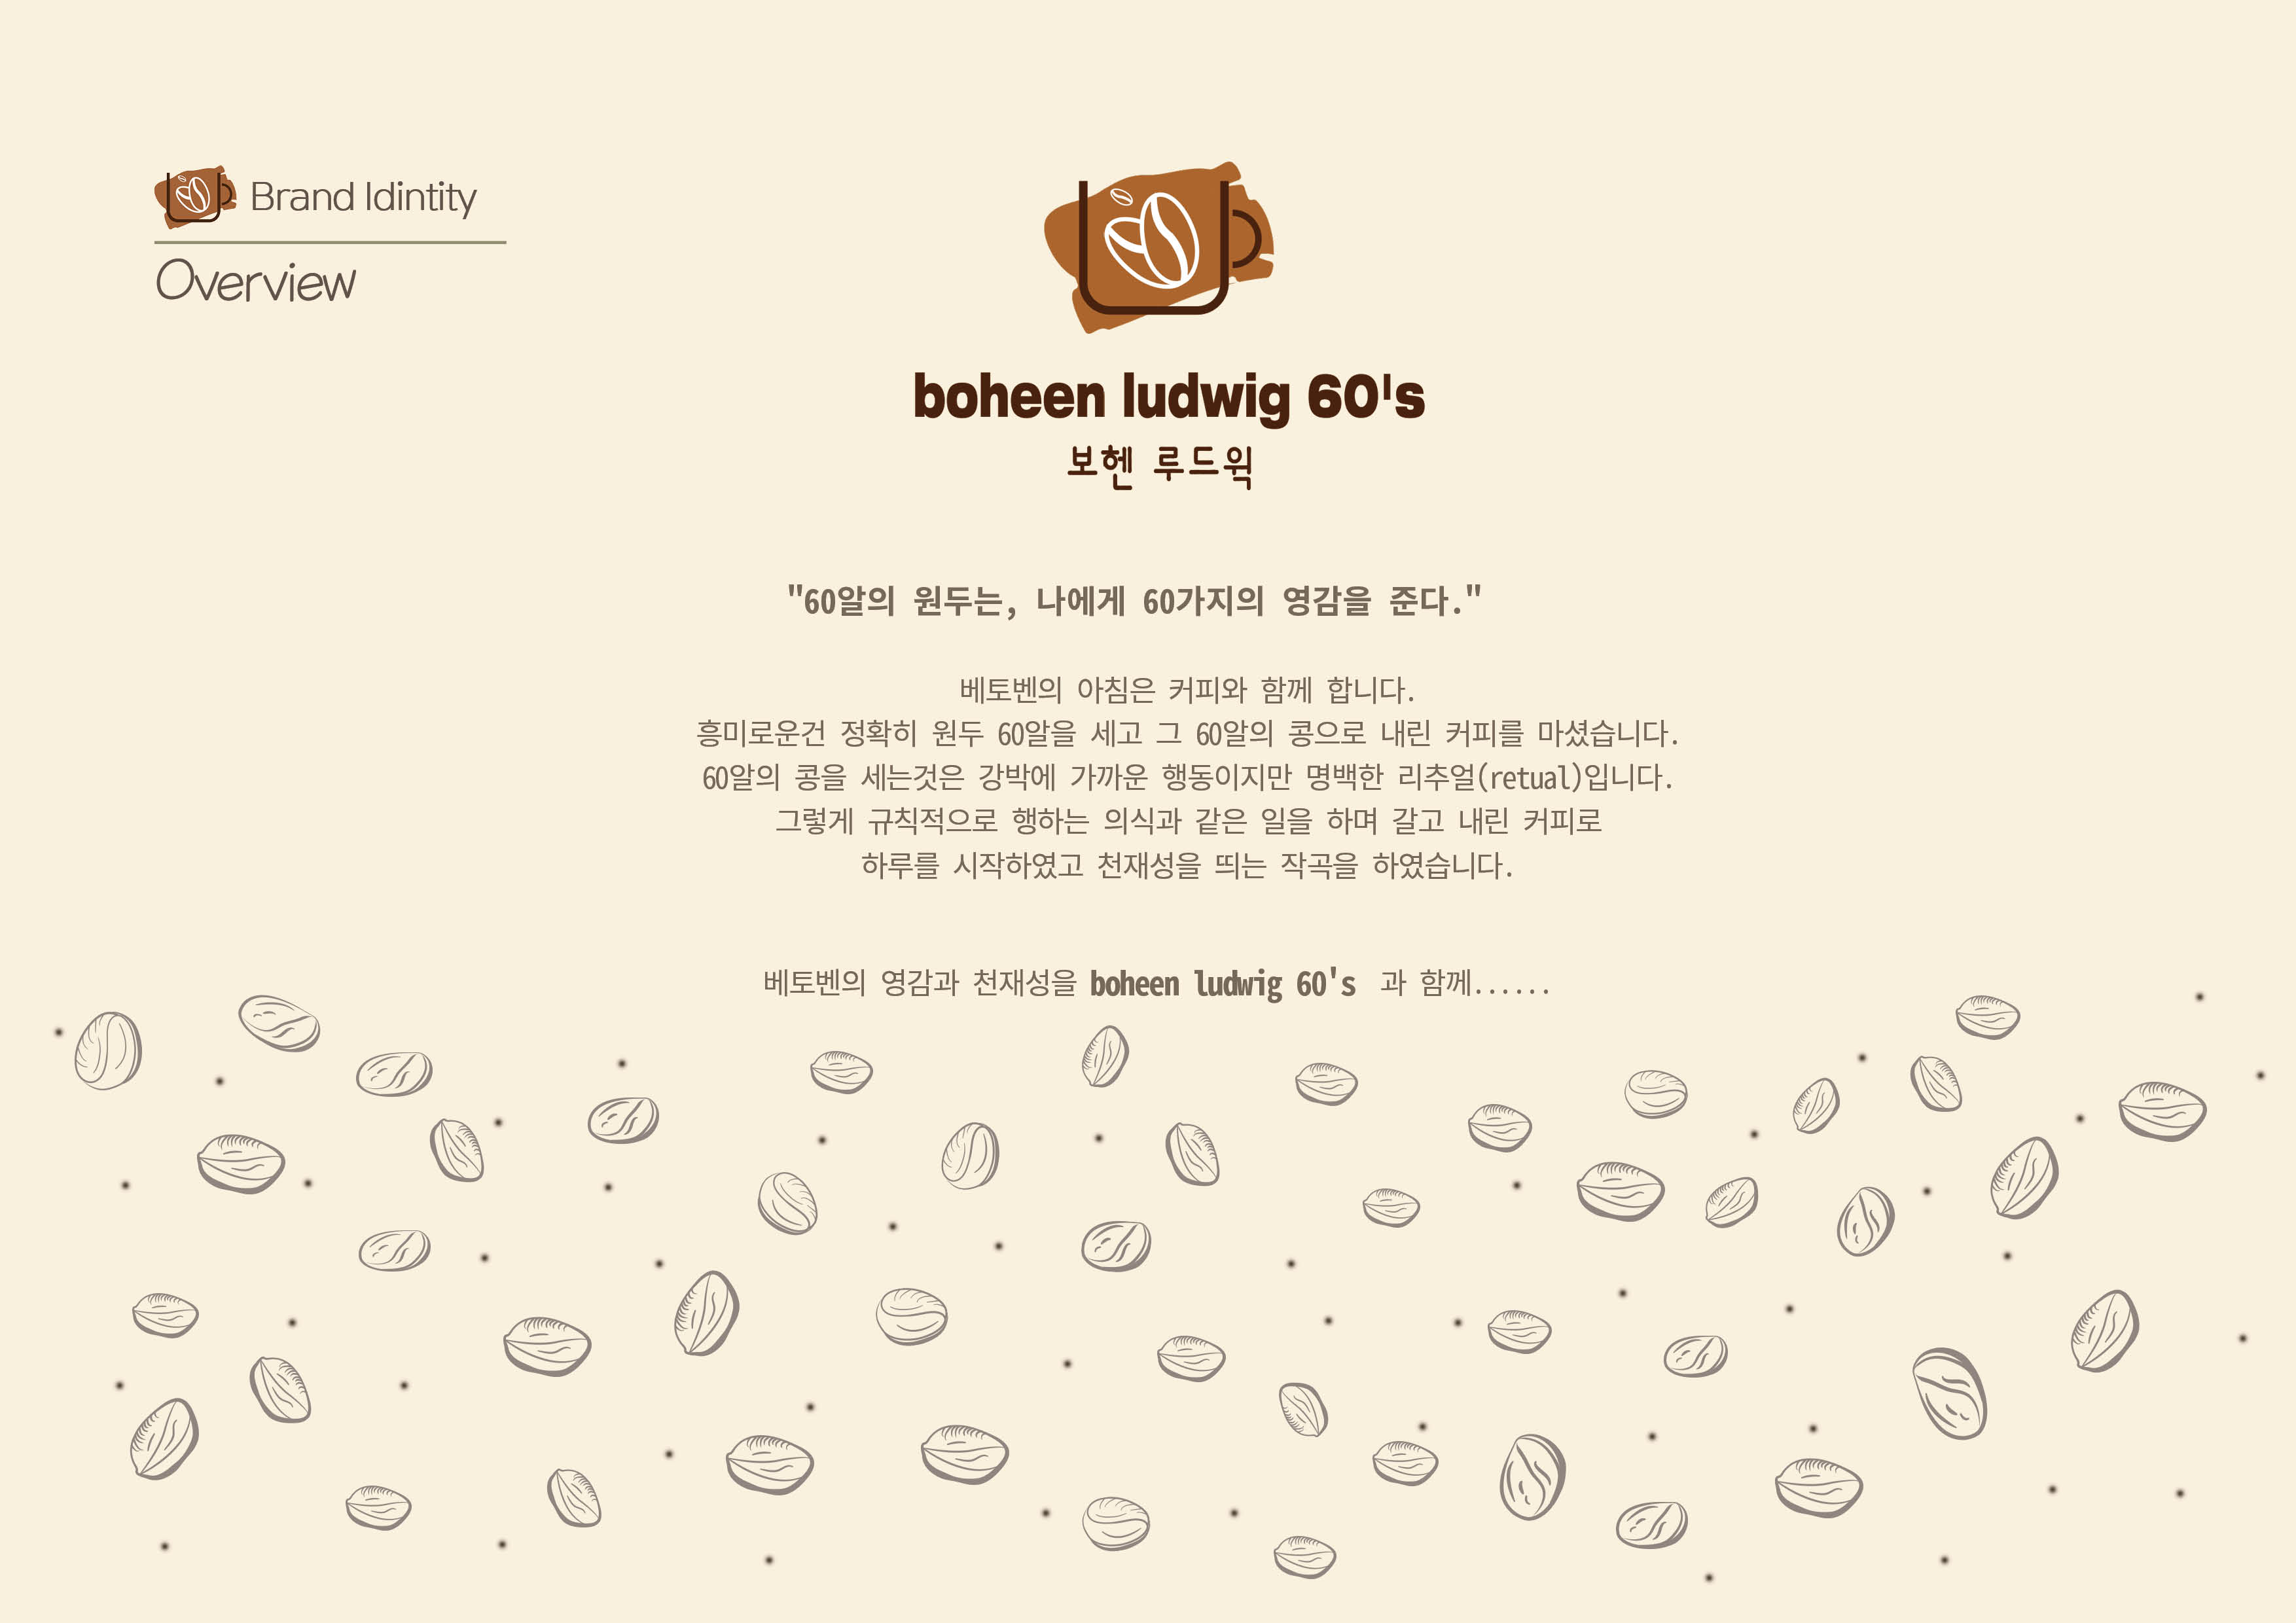 Brand Idintity
Overview
boheen ludwig 60's
보헨 루드윅
"60알의 원두는, 나에게 60가지의 영감을 준다."
베토벤의 아침은 커피와 함께 합니다.
흥미로운건 정확히 원두 60알을 세고 그 60알의 콩으로 내린 커피를 마셨습니다.
60알의 콩을 세는것은 강박에 가까운 행동이지만 명백한 리추얼(retual)입니다.
그렇게 규칙적으로 행하는 의식과 같은 일을 하며 갈고 내린 커피로
하루를 시작하였고 천재성을 띄는 작곡을 하였습니다.
베토벤의 영감과 천재성을 boheen ludwig 60's 과 함께......